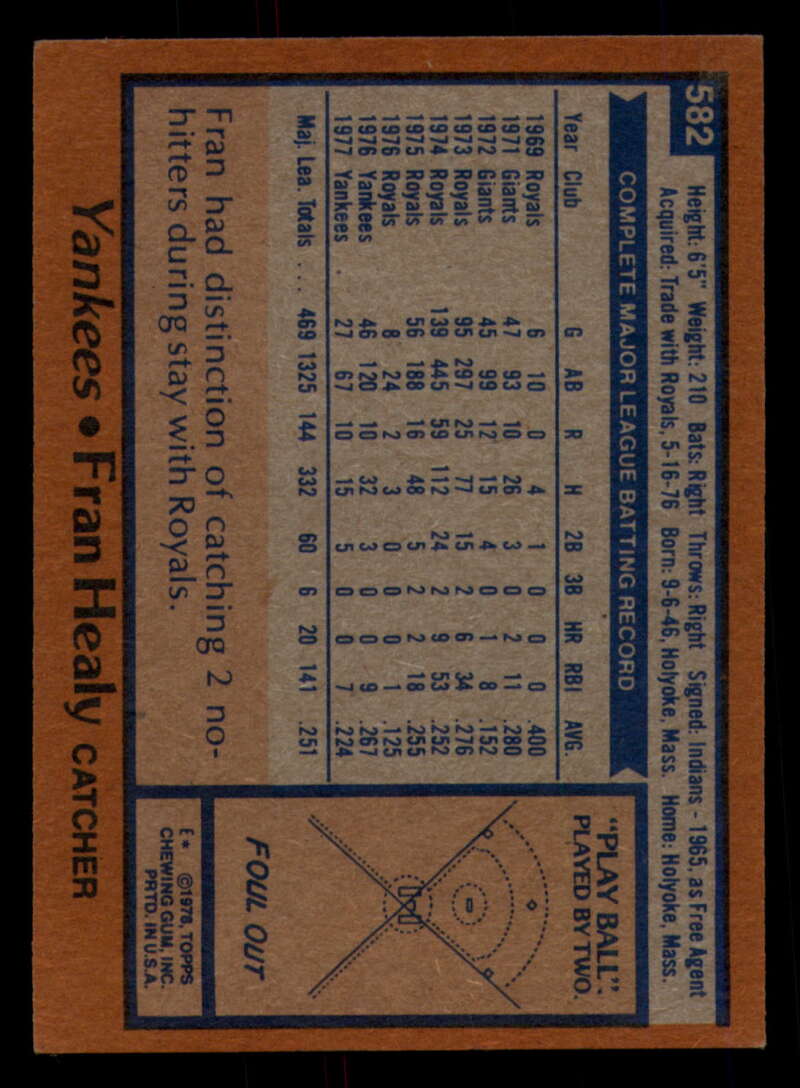 582
Height: 6'5" Weight: 210 Bats: Right Throws: Right Signed: Indians - 1965, as Free Agent
Acquired: Trade with Royals, 5-16-76 Born: 9-6-46, Holyoke, Mass. Home: Holyoke, Mass.
COMPLETE MAJOR LEAGUE BATTING RECORD
Year Club G AB R H 2B 3B HR RBI AVG.
1969 Royals 6 10 0 4 1 0 0 0 .400
1971 Giants 47 93 10 26 3 0 2 11 .280
1972 Giants 45 99 12 15 4 0 1 8 .152
1973 Royals 95 297 25 77 15 2 6 34 .276
1974 Royals 139 445 59 112 24 2 9 53 .252
1975 Royals 56 188 16 48 5 2 2 18 .255
1976 Royals 8 24 2 3 0 0 0 1 .125
1976 Yankees 46 120 10 32 3 0 0 9 .267
1977 Yankees 27 67 10 15 5 0 0 7 .224
Maj. Lea. Totals .... 469 1325 144 332 60 6 20 141 .251
Fran had distinction of catching 2 no-
hitters during stay with Royals.
"PLAY BALL"
PLAYED BY TWO.
FOUL OUT
E* ©1978, TOPPS
CHEWING GUM, INC.
PRTD. IN U.S.A.
Yankees • Fran Healy CATCHER